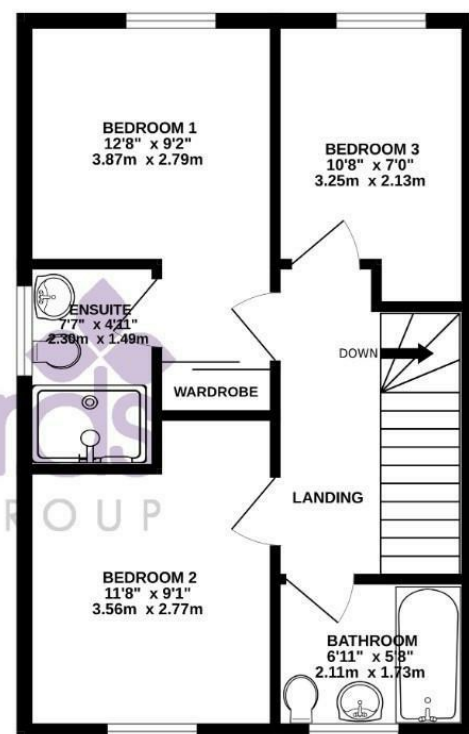 BEDROOM 1
12'8" x 9'2"
3.87m x 2.79m
BEDROOM 3
10'8" x 7'0"
3.25m x 2.13m
ENSUITE
7'7" x 4'11"
2.30m x 1.49m
DOWN
WARDROBE
LANDING
ROUP
BEDROOM 2
11'8" x 9'1"
3.56m x 2.77m
BATHROOM
6'11" x 5'8"
2.11m x 1.73m